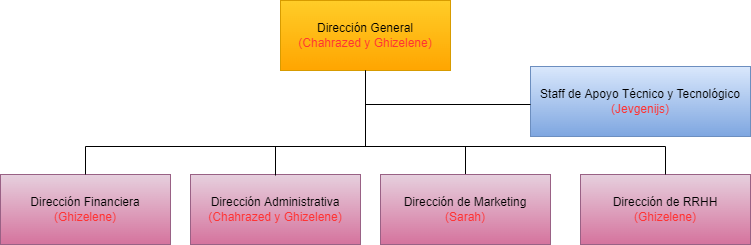 Dirección General
(Chahrazed y Ghizelene)
Staff de Apoyo Técnico y Tecnológico
(Jevgenijs)
Dirección Financiera
(Ghizelene)
Dirección Administrativa
(Chahrazed y Ghizelene)
Dirección de Marketing
(Sarah)
Dirección de RRHH
(Ghizelene)